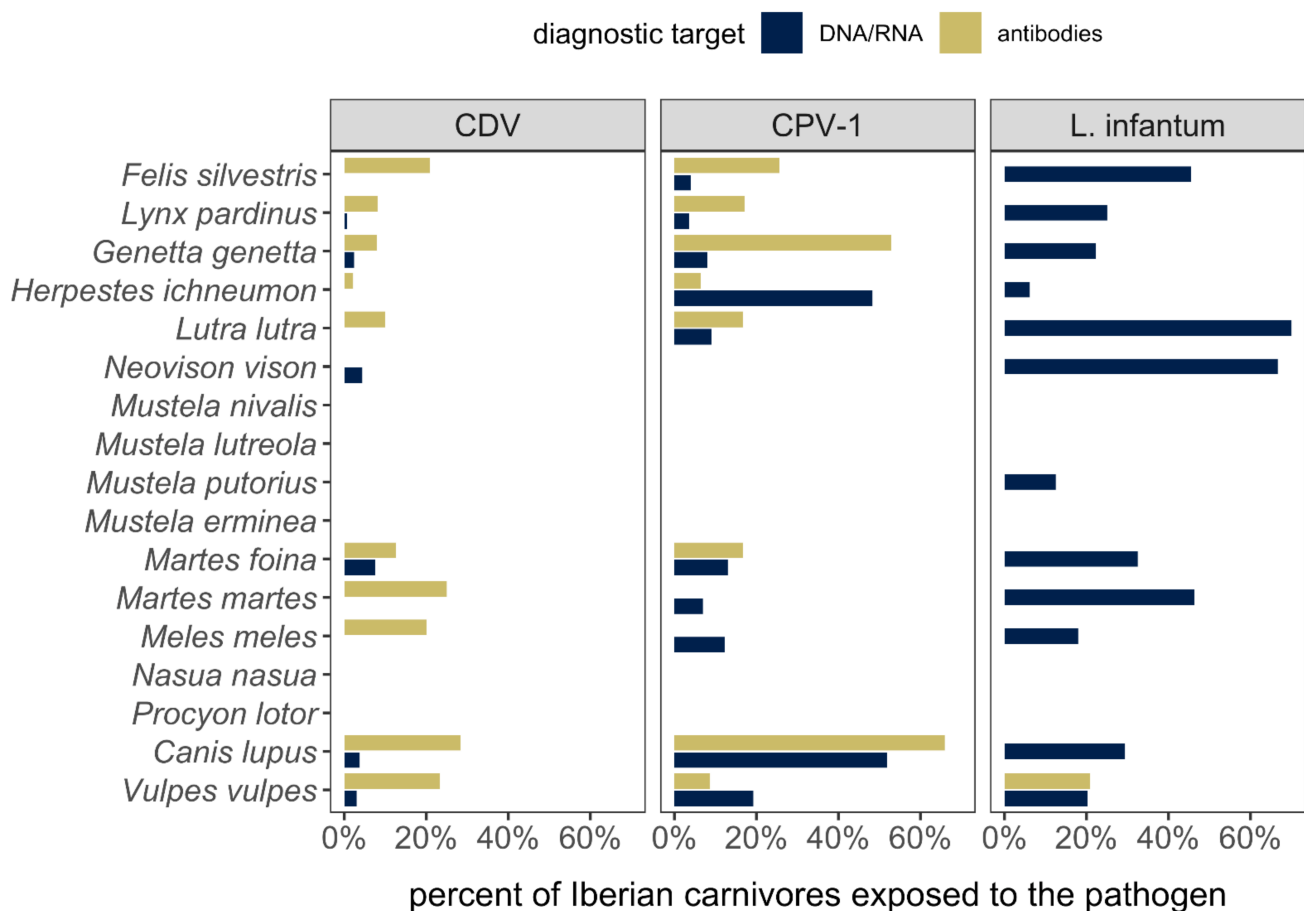 diagnostic target DNA/RNA antibodies
CDV CPV-1 L. infantum
Felis silvestris
Lynx pardinus
Genetta genetta
Herpestes ichneumon
Lutra lutra
Neovison vison
Mustela nivalis
Mustela lutreola
Mustela putorius
Mustela erminea
Martes foina
Martes martes
Meles meles
Nasua nasua
Procyon lotor
Canis lupus
Vulpes vulpes
0% 20% 40% 60% 0% 20% 40% 60% 0% 20% 40% 60%
percent of Iberian carnivores exposed to the pathogen